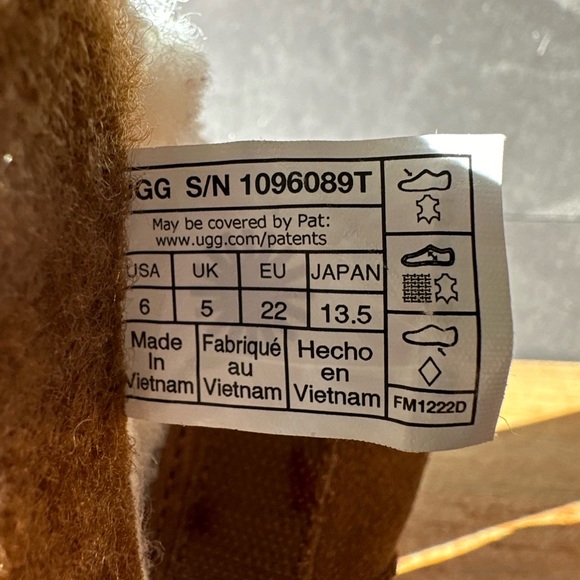 UGG S/N 1096089T
May be covered by Pat:
www.ugg.com/patents
USA UK EU JAPAN
6 5 22 13.5
Made In Vietnam
Fabriqué au Vietnam
Hecho en Vietnam
FM1222D